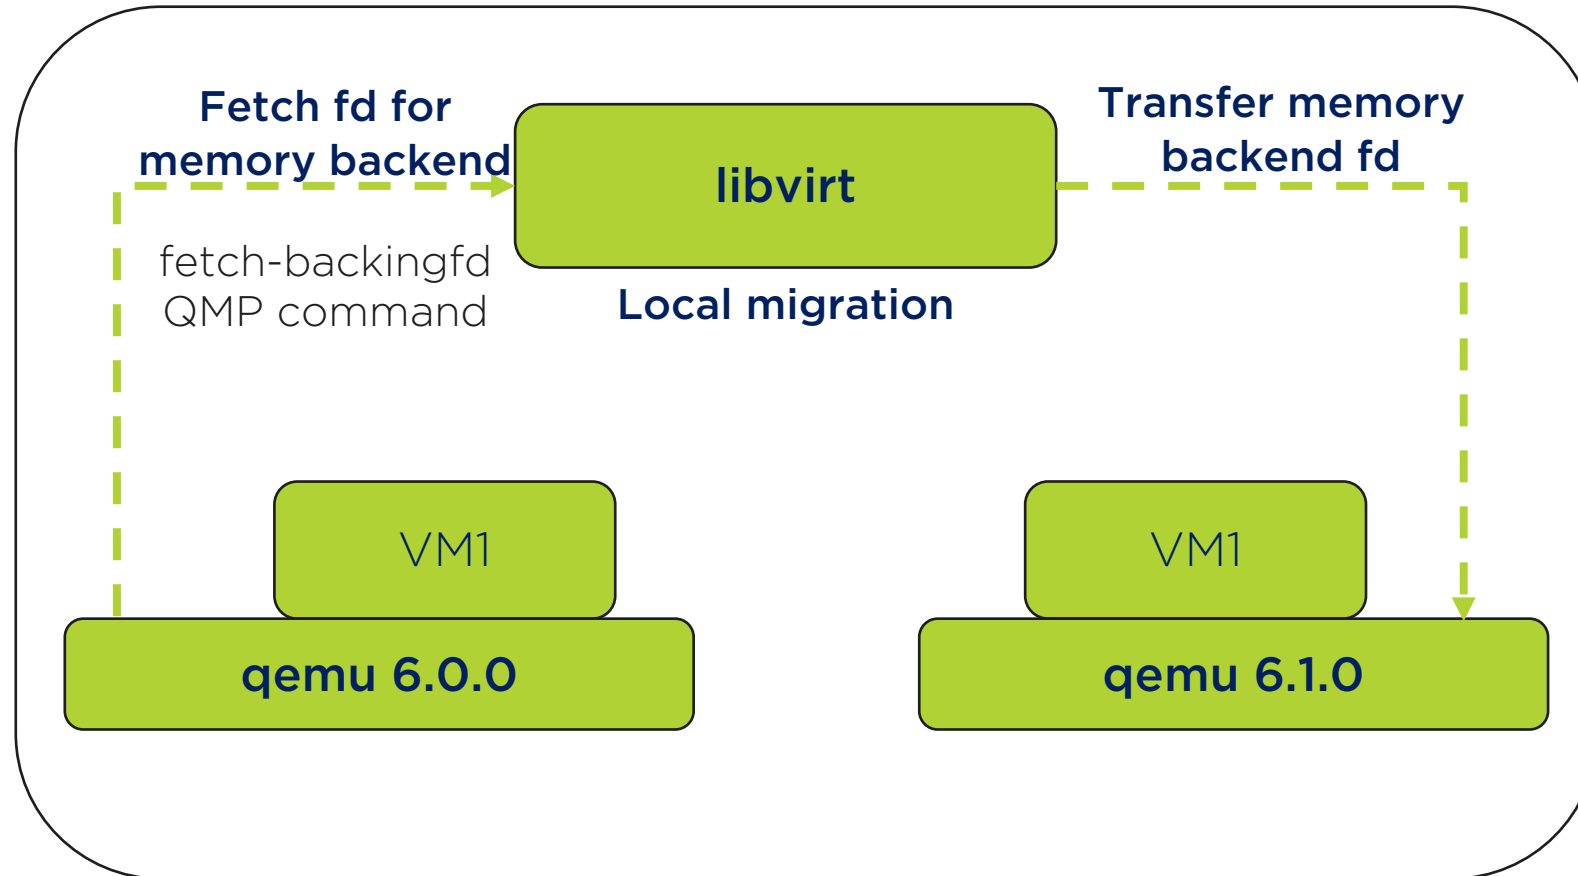 Fetch fd for
memory backend
fetch-backingfd
QMP command
libvirt
Local migration
Transfer memory
backend fd
VM1
qemu 6.0.0
VM1
qemu 6.1.0